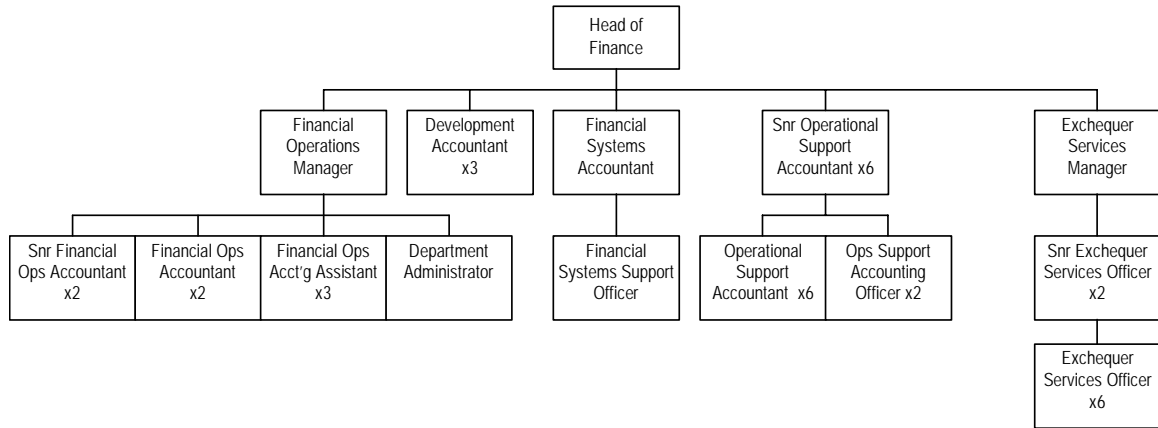 Head of
Finance
Financial
Operations
Manager
Development
Accountant
x3
Financial
Systems
Accountant
Snr Operational
Support
Accountant x6
Exchequer
Services
Manager
Snr Financial
Ops Accountant
x2
Financial Ops
Accountant
x2
Financial Ops
Acct'g Assistant
x3
Department
Administrator
Financial
Systems Support
Officer
Operational
Support
Accountant x6
Ops Support
Accounting
Officer x2
Snr Exchequer
Services Officer
x2
Exchequer
Services Officer
x6